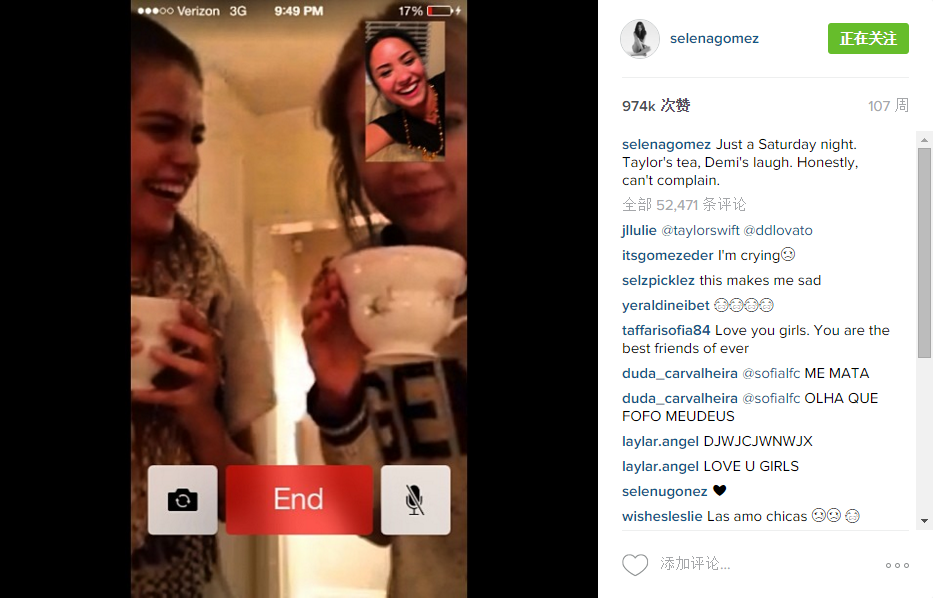 Verizon 3G 9:49 PM 17%
End
selenagomez
正在关注
974k 次赞
107 周
selenagomez Just a Saturday night.
Taylor's tea, Demi's laugh. Honestly,
can't complain.
全部 52,471 条评论
jllulie @taylorswift @ddlovato
itsgomezeder I'm crying☹
selzpicklez this makes me sad
yeraldineibet 😂😂😂😂
taffarisofia84 Love you girls. You are the
best friends of ever
duda_carvalheira @sofialfc ME MATA
duda_carvalheira @sofialfc OLHA QUE
FOFO MEUDEUS
laylar.angel DJWJCJWNWJX
laylar.angel LOVE U GIRLS
selenugonez ♥
wishesleslie Las amo chicas ☹☹😂
添加评论...